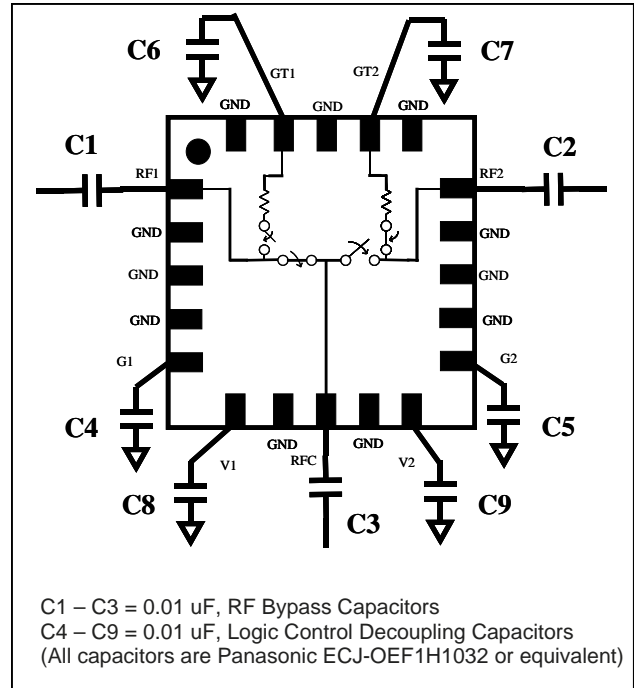 C6
C7
GT1
GT2
GND
GND
GND
C1
C2
RF1
RF2
GND
GND
GND
GND
GND
GND
G1
G2
C4
C5
V1
GND
RFC
GND
V2
C8
C3
C9
C1 – C3 = 0.01 uF, RF Bypass Capacitors
C4 – C9 = 0.01 uF, Logic Control Decoupling Capacitors
(All capacitors are Panasonic ECJ-OEF1H1032 or equivalent)